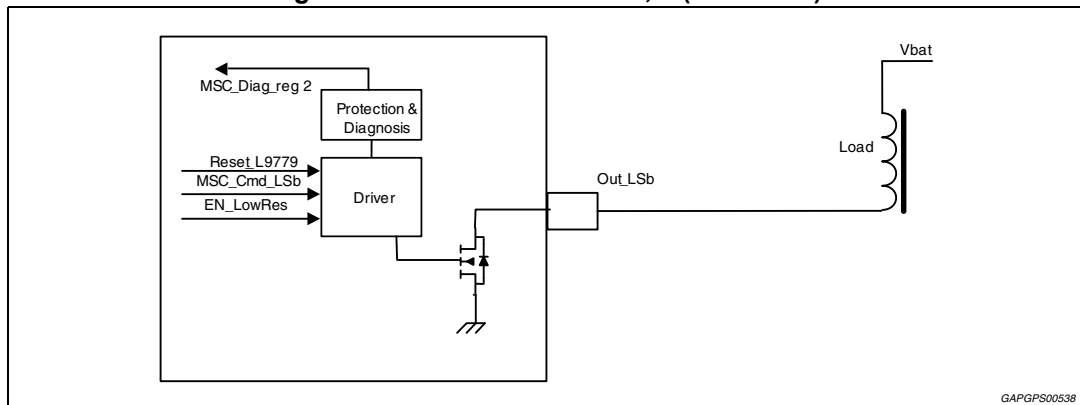 Vbat
MSC_Diag_reg 2
Protection &
Diagnosis
Load
Reset_L9779
MSC_Cmd_LSb
EN_LowRes
Driver
Out_LSb
GAPGPS00538